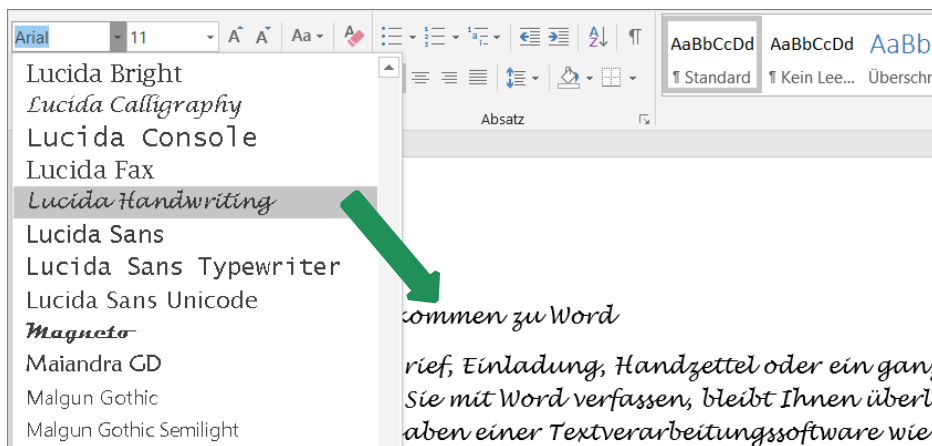 Arial 11 Aa
AaBbCcDd AaBbCcDd AaBb
¶ Standard ¶ Kein Lee... Überschr
Absatz
Lucida Bright
Lucida Calligraphy
Lucida Console
Lucida Fax
Lucida Handwriting
Lucida Sans
Lucida Sans Typewriter
Lucida Sans Unicode
Magneto
Maiandra GD
Malgun Gothic
Malgun Gothic Semilight
kommen zu Word
rief, Einladung, Handzettel oder ein ganz
Sie mit Word verfassen, bleibt Ihnen überl
aben einer Textverarbeitungssoftware wie